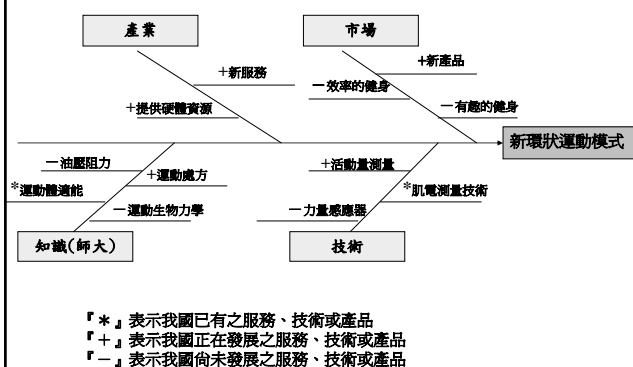 產業
市場
＋新服務
＋新產品
－效率的健身
＋提供硬體資源
－有趣的健身
新環狀運動模式
－油壓阻力
＋活動量測量
＋運動處方
*運動體適能
*肌電測量技術
－運動生物力學
－力量感應器
知識(師大)
技術
『＊』表示我國已有之服務、技術或產品
『＋』表示我國正在發展之服務、技術或產品
『－』表示我國尚未發展之服務、技術或產品